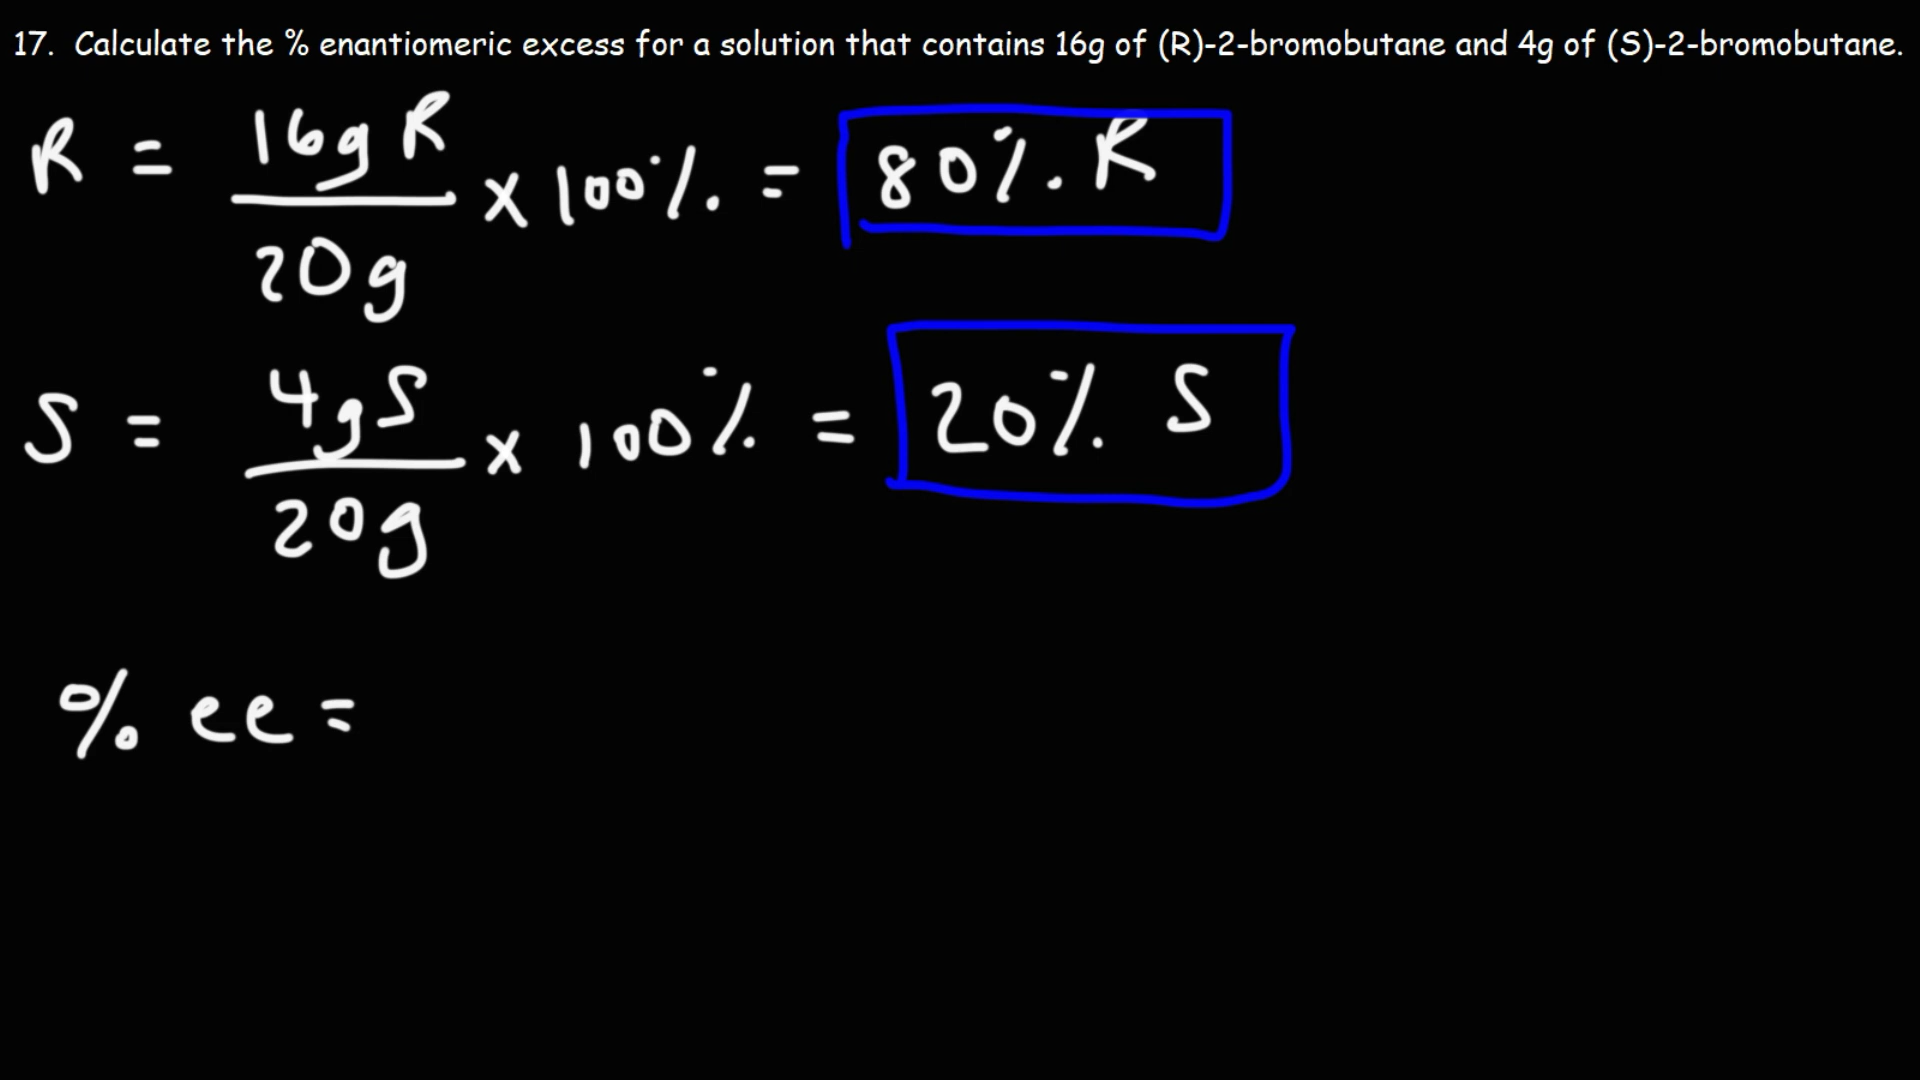 17. Calculate the % enantiomeric excess for a solution that contains 16g of (R)-2-bromobutane and 4g of (S)-2-bromobutane.
R = 16g R / 20g x 100% = 80% R
S = 4g S / 20g x 100% = 20% S
% ee =